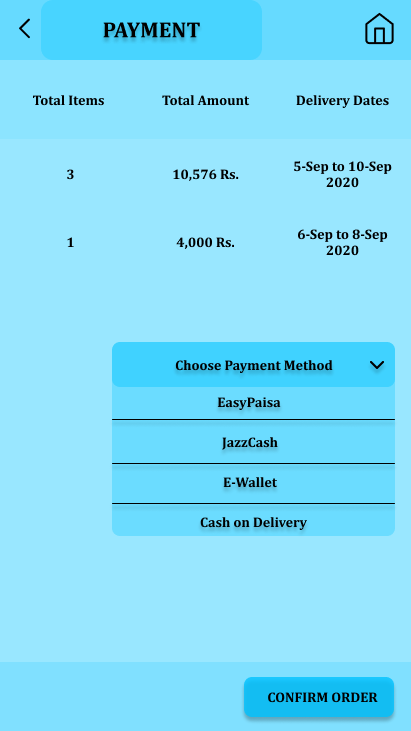 PAYMENT
Total Items Total Amount Delivery Dates
3 10,576 Rs. 5-Sep to 10-Sep
2020
1 4,000 Rs. 6-Sep to 8-Sep
2020
Choose Payment Method
EasyPaisa
JazzCash
E-Wallet
Cash on Delivery
CONFIRM ORDER